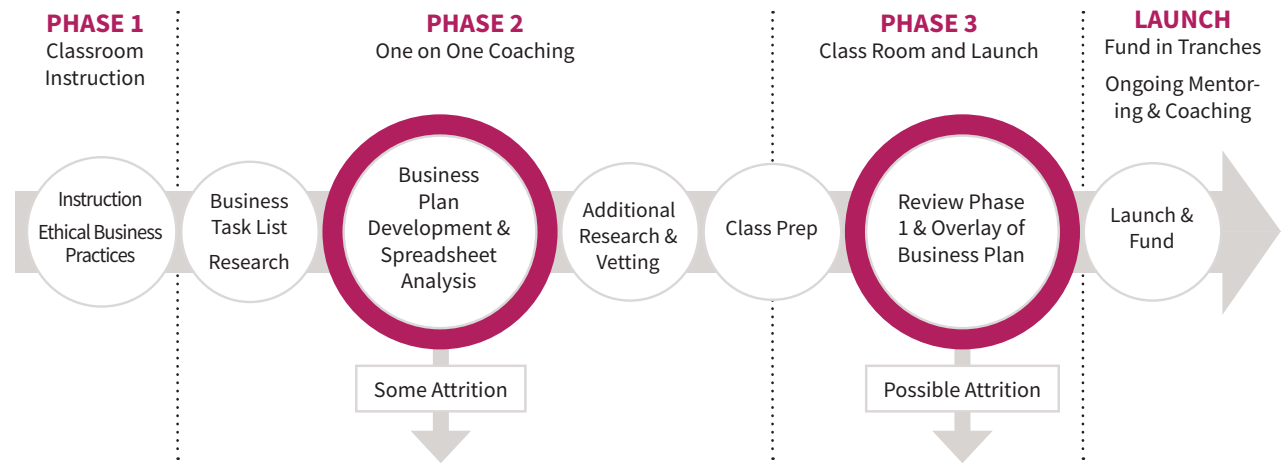 PHASE 1
Classroom
Instruction
PHASE 2
One on One Coaching
PHASE 3
Class Room and Launch
LAUNCH
Fund in Tranches
Ongoing Mentor-
ing & Coaching
Instruction
Ethical Business
Practices
Business
Task List
Research
Business
Plan
Development &
Spreadsheet
Analysis
Additional
Research &
Vetting
Class Prep
Review Phase
1 & Overlay of
Business Plan
Launch &
Fund
Some Attrition
Possible Attrition